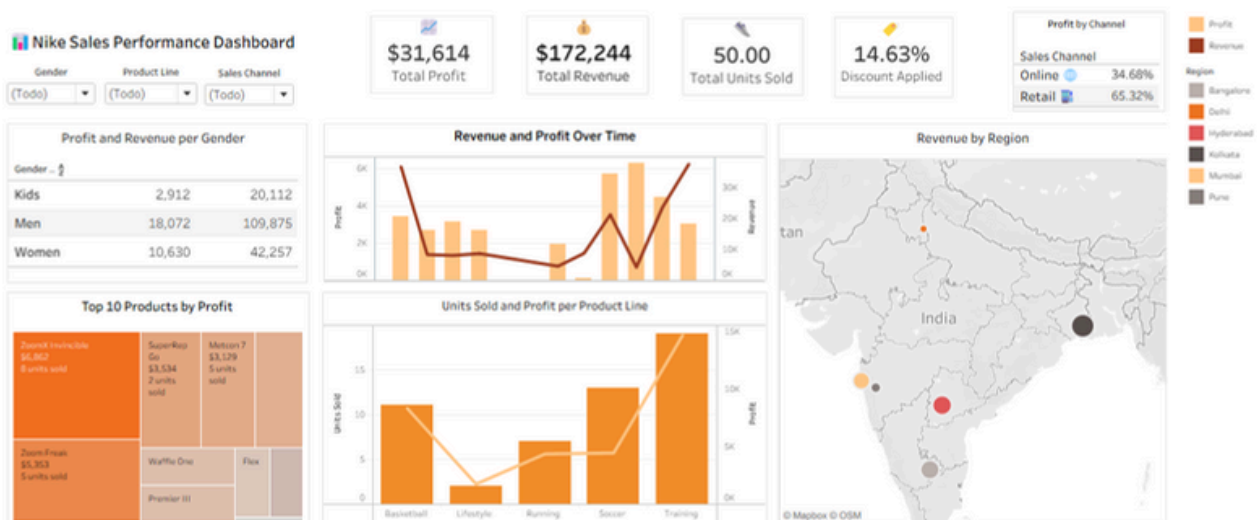 Nike Sales Performance Dashboard
Gender
Product Line
Sales Channel
(Todo)
(Todo)
(Todo)
$31,614
Total Profit
$172,244
Total Revenue
50.00
Total Units Sold
14.63%
Discount Applied
Profit by Channel
Sales Channel
Online 34.68%
Retail 65.32%
Profit
Revenue
Region
Bangalore
Delhi
Hyderabad
Kolkata
Mumbai
Pune
Profit and Revenue per Gender
Gender ..
Kids 2,912 20,112
Men 18,072 109,875
Women 10,630 42,257
Revenue and Profit Over Time
Profit
6K
4K
2K
0K
30K
20K
10K
0K
Revenue
Revenue by Region
tan
India
© Mapbox © OSM
Top 10 Products by Profit
ZoomX Invincible
$6,862
8 units sold
SuperRep
Go
$3,534
2 units
sold
Metcon 7
$3,129
5 units
sold
Zoom Freak
$5,353
5 units sold
Waffle One
Flex
Premier III
Units Sold and Profit per Product Line
Units Sold
15
10
5
0
15K
10K
5K
0K
Profit
Basketball
Lifestyle
Running
Soccer
Training